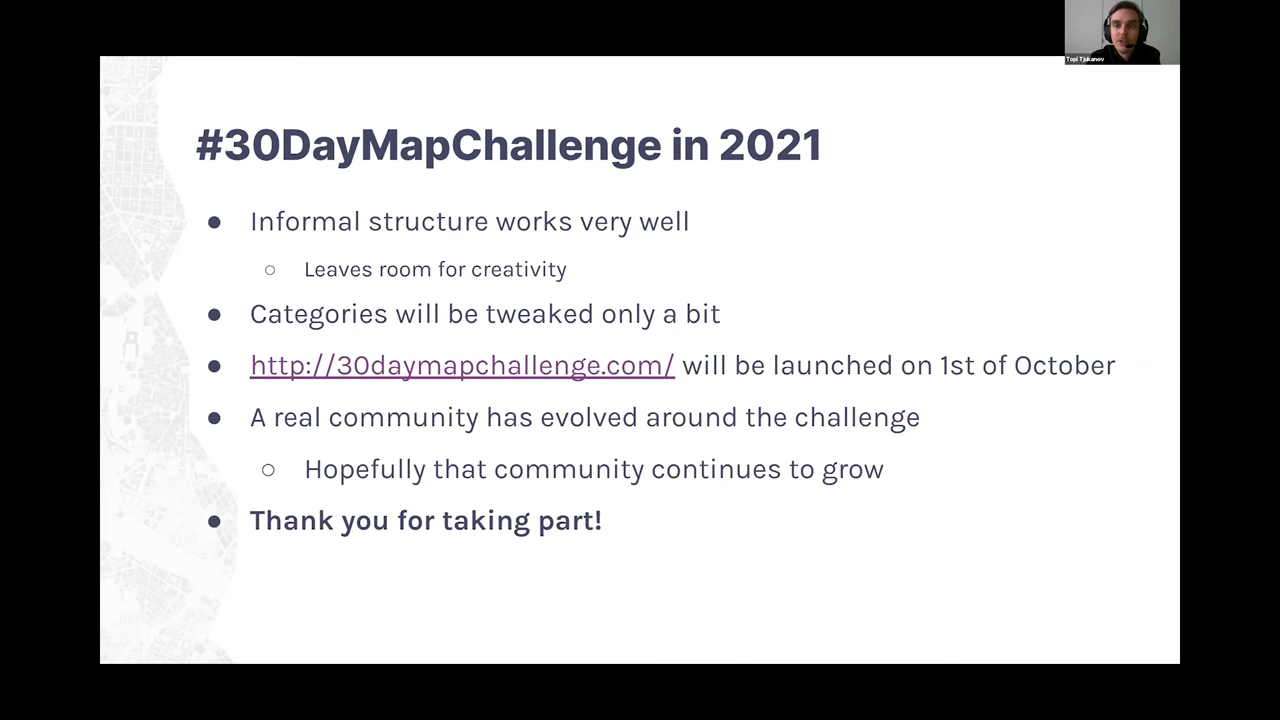 Topi Tjukanov
#30DayMapChallenge in 2021
● Informal structure works very well
○ Leaves room for creativity
● Categories will be tweaked only a bit
● http://30daymapchallenge.com/ will be launched on 1st of October
● A real community has evolved around the challenge
○ Hopefully that community continues to grow
● Thank you for taking part!